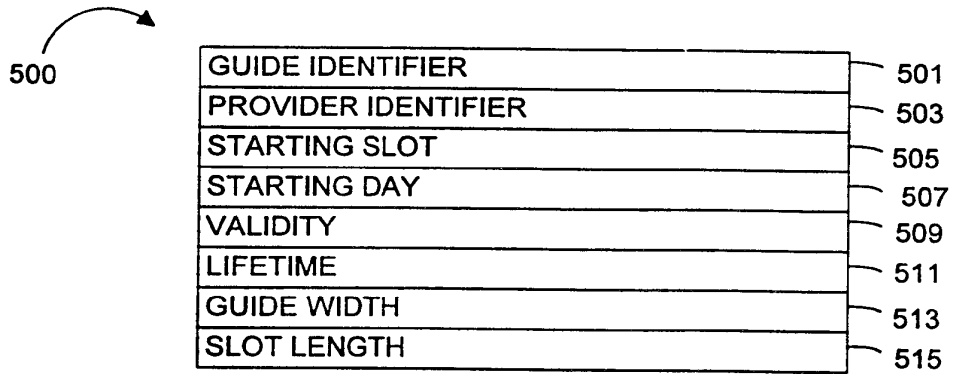 500
GUIDE IDENTIFIER 501
PROVIDER IDENTIFIER 503
STARTING SLOT 505
STARTING DAY 507
VALIDITY 509
LIFETIME 511
GUIDE WIDTH 513
SLOT LENGTH 515